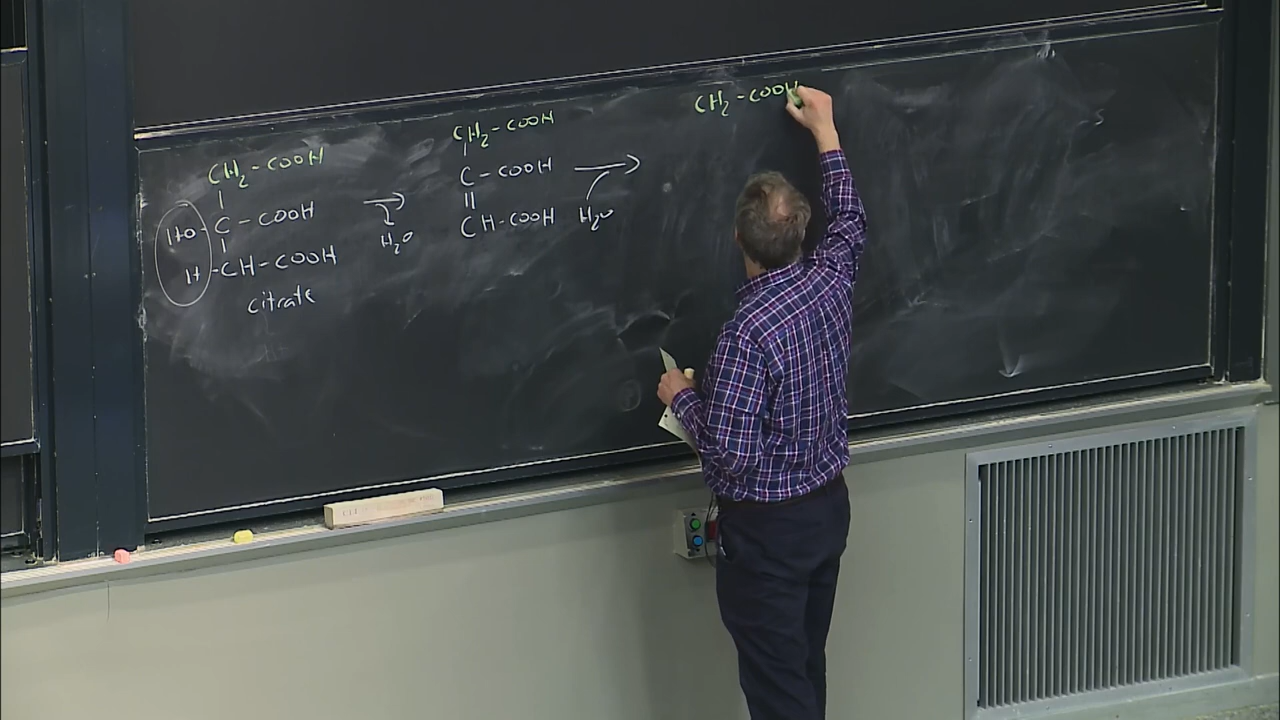 CH2-COOH
HO-C-COOH
H-CH-COOH
citrate
→
H2O
CH2-COOH
C-COOH
CH-COOH
→
H2O
CH2-COOH